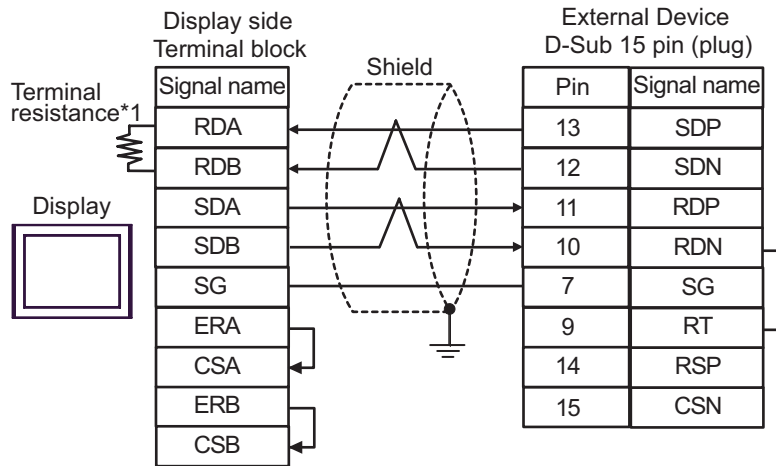 Display side
Terminal block
External Device
D-Sub 15 pin (plug)
Shield
Terminal
resistance*1
Display
Signal name
RDA
RDB
SDA
SDB
SG
ERA
CSA
ERB
CSB
Pin Signal name
13 SDP
12 SDN
11 RDP
10 RDN
7 SG
9 RT
14 RSP
15 CSN